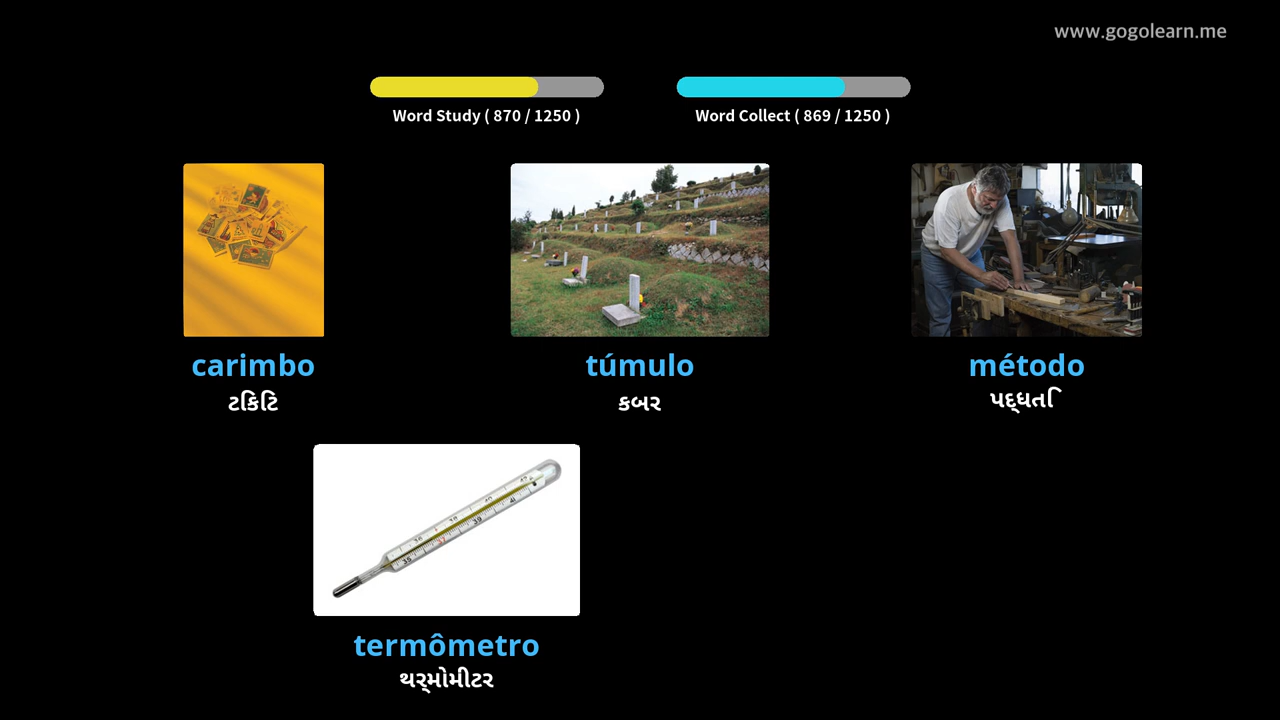 www.gogolearn.me
Word Study ( 870 / 1250 )
Word Collect ( 869 / 1250 )
carimbo
ટિકિટ
túmulo
કબર
método
પદ્ધતિ
termômetro
થર્મોમીટર